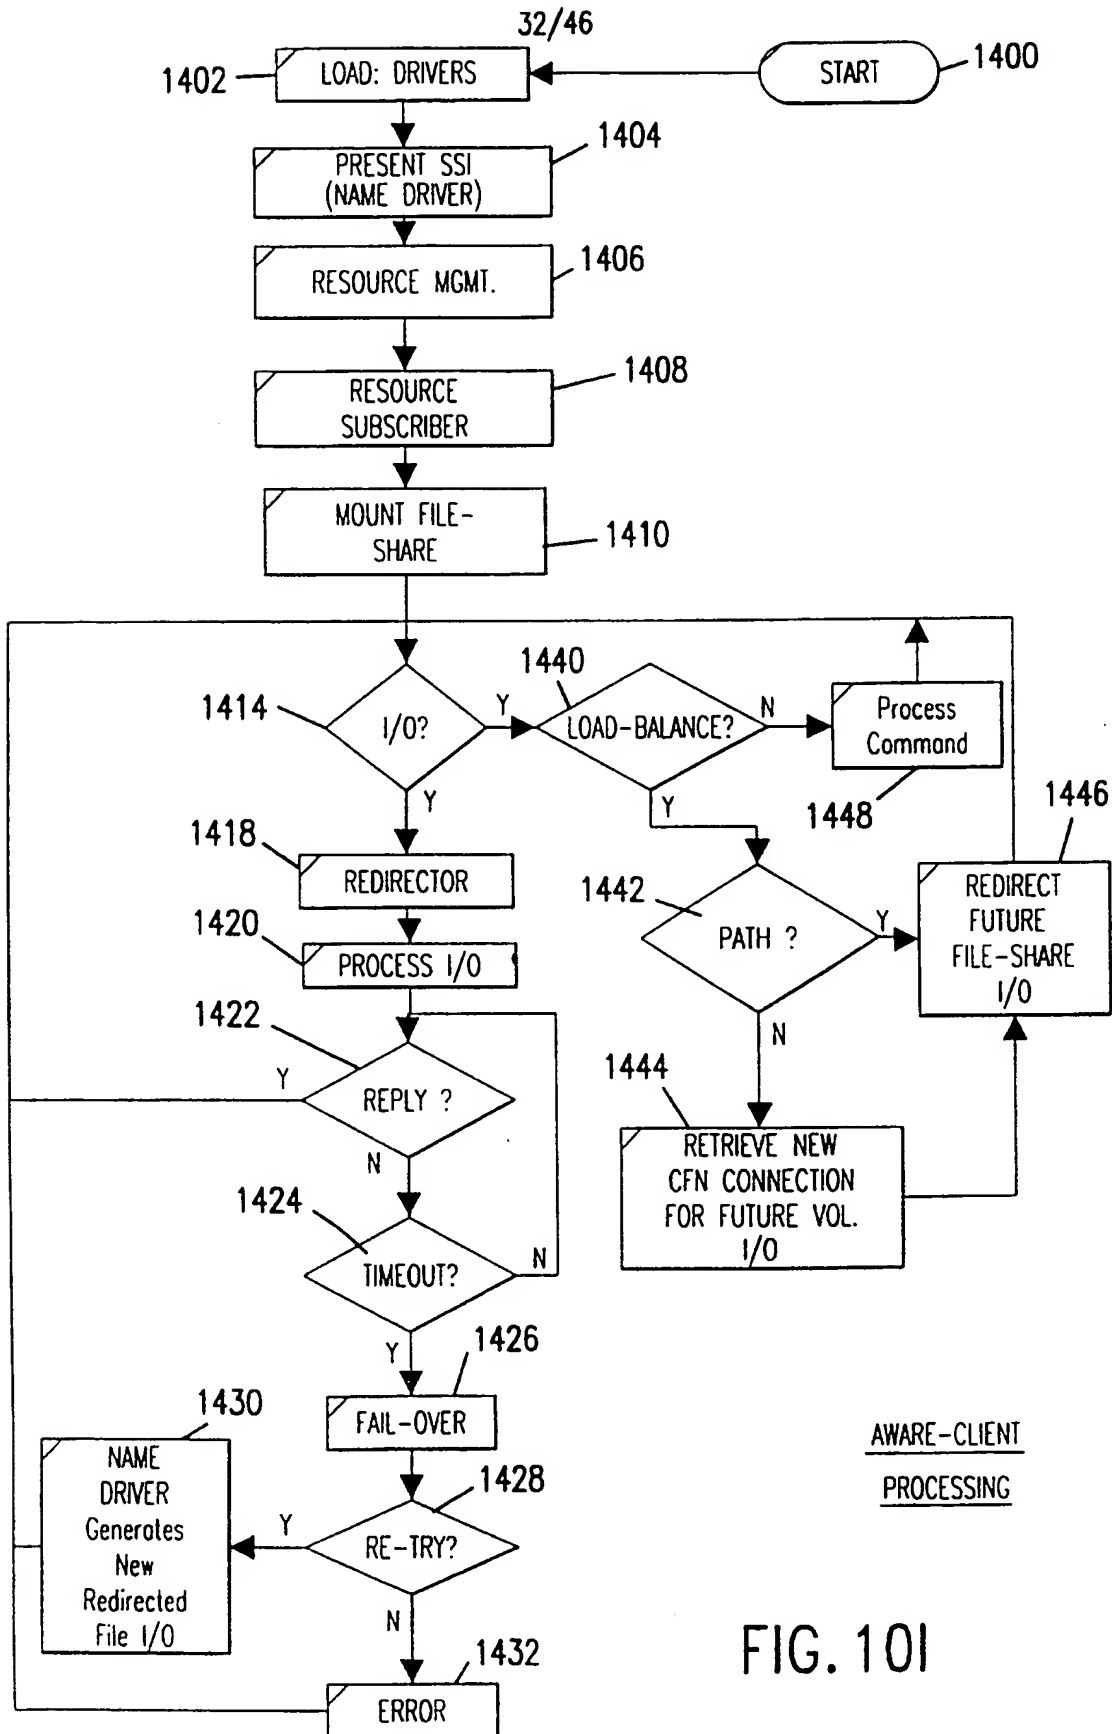 32/46
1402
LOAD: DRIVERS
START
1400
1404
PRESENT SSI
(NAME DRIVER)
1406
RESOURCE MGMT.
1408
RESOURCE
SUBSCRIBER
MOUNT FILE-
SHARE
1410
1414
I/O?
Y
1440
LOAD-BALANCE?
N
Process
Command
1448
Y
Y
1446
1418
REDIRECTOR
1442
PATH ?
Y
REDIRECT
FUTURE
FILE-SHARE
I/O
1420
PROCESS I/O
N
1422
Y
REPLY ?
1444
RETRIEVE NEW
CFN CONNECTION
FOR FUTURE VOL.
I/O
N
1424
TIMEOUT?
N
Y
1426
FAIL-OVER
AWARE-CLIENT
PROCESSING
1430
NAME
DRIVER
Generates
New
Redirected
File I/O
1428
Y
RE-TRY?
N
1432
ERROR
FIG. 10I